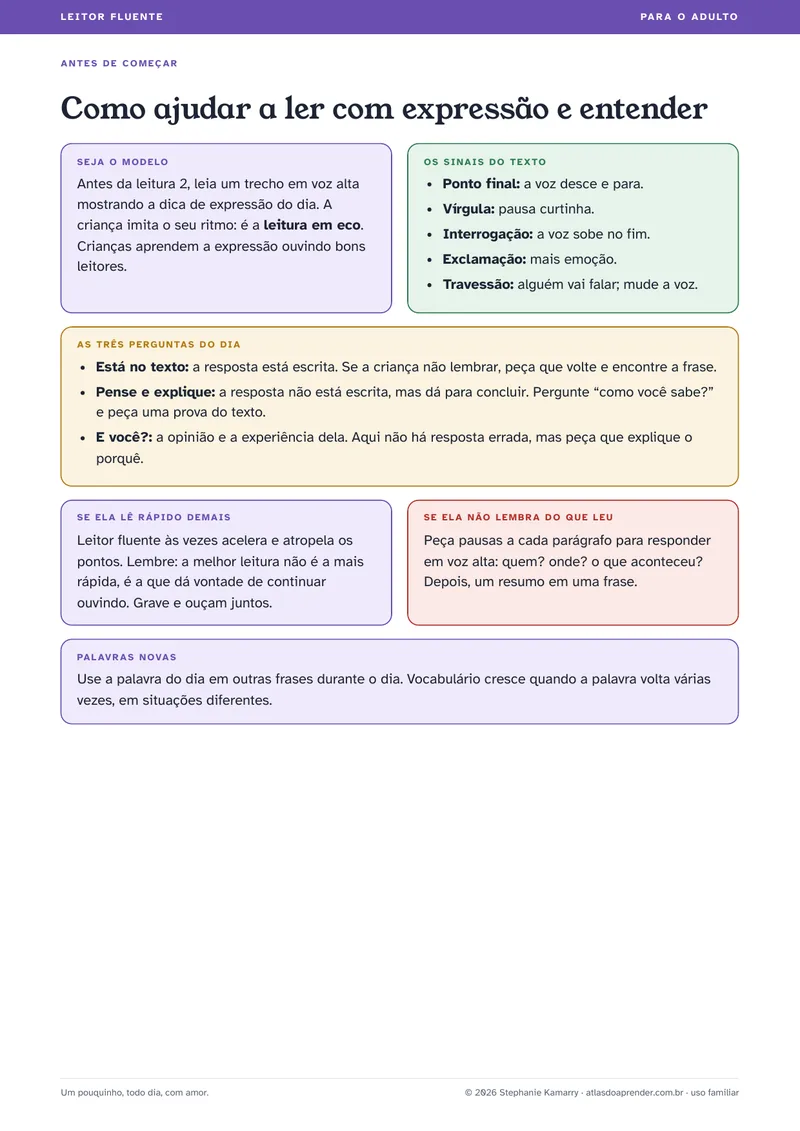 LEITOR FLUENTE
PARA O ADULTO
ANTES DE COMEÇAR
Como ajudar a ler com expressão e entender
SEJA O MODELO
Antes da leitura 2, leia um trecho em voz alta
mostrando a dica de expressão do dia. A
criança imita o seu ritmo: é a leitura em eco.
Crianças aprendem a expressão ouvindo bons
leitores.
OS SINAIS DO TEXTO
• Ponto final: a voz desce e para.
• Vírgula: pausa curtinha.
• Interrogação: a voz sobe no fim.
• Exclamação: mais emoção.
• Travessão: alguém vai falar; mude a voz.
AS TRÊS PERGUNTAS DO DIA
• Está no texto: a resposta está escrita. Se a criança não lembrar, peça que volte e encontre a frase.
• Pense e explique: a resposta não está escrita, mas dá para concluir. Pergunte “como você sabe?”
e peça uma prova do texto.
• E você?: a opinião e a experiência dela. Aqui não há resposta errada, mas peça que explique o
porquê.
SE ELA LÊ RÁPIDO DEMAIS
Leitor fluente às vezes acelera e atropela os
pontos. Lembre: a melhor leitura não é a mais
rápida, é a que dá vontade de continuar
ouvindo. Grave e ouçam juntos.
SE ELA NÃO LEMBRA DO QUE LEU
Peça pausas a cada parágrafo para responder
em voz alta: quem? onde? o que aconteceu?
Depois, um resumo em uma frase.
PALAVRAS NOVAS
Use a palavra do dia em outras frases durante o dia. Vocabulário cresce quando a palavra volta várias
vezes, em situações diferentes.
Um pouquinho, todo dia, com amor.
© 2026 Stephanie Kamarry · atlasdoaprender.com.br · uso familiar